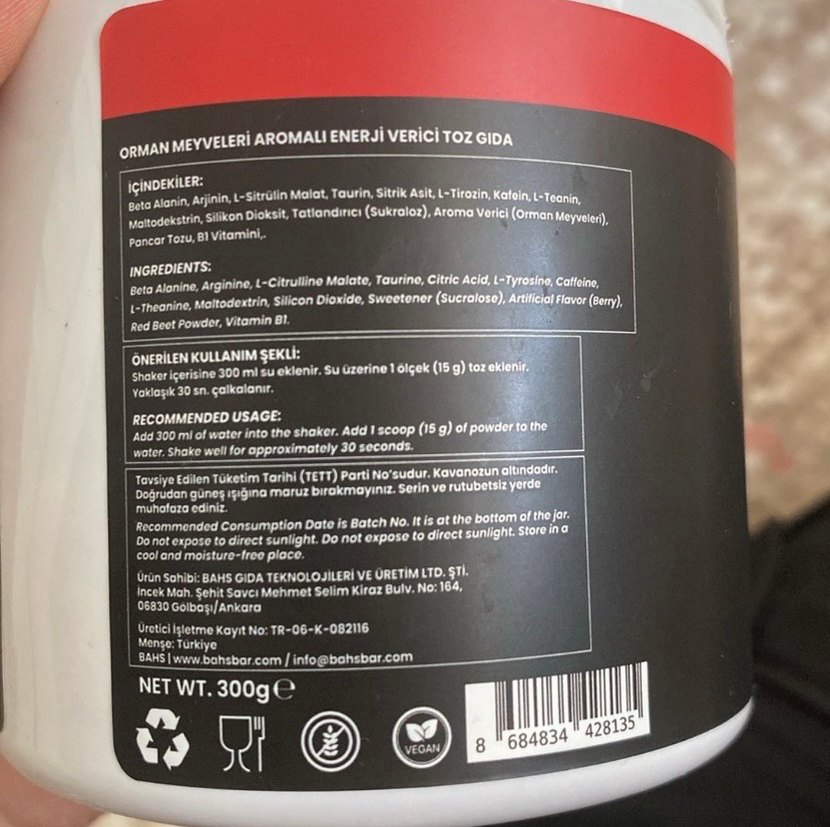 ORMAN MEYVELERİ AROMALI ENERJİ VERİCİ TOZ GIDA
İÇİNDEKİLER:
Beta Alanin, Arjinin, L-Sitrülin Malat, Taurin, Sitrik Asit, L-Tirozin, Kafein, L-Teanin,
Maltodekstrin, Silikon Dioksit, Tatlandırıcı (Sukraloz), Aroma Verici (Orman Meyveleri),
Pancar Tozu, B1 Vitamini,.
INGREDIENTS:
Beta Alanine, Arginine, L-Citrulline Malate, Taurine, Citric Acid, L-Tyrosine, Caffeine,
L-Theanine, Maltodextrin, Silicon Dioxide, Sweetener (Sucralose), Artificial Flavor (Berry),
Red Beet Powder, Vitamin B1.
ÖNERİLEN KULLANIM ŞEKLİ:
Shaker içerisine 300 ml su eklenir. Su üzerine 1 ölçek (15 g) toz eklenir.
Yaklaşık 30 sn. çalkalanır.
RECOMMENDED USAGE:
Add 300 ml of water into the shaker. Add 1 scoop (15 g) of powder to the
water. Shake well for approximately 30 seconds.
Tavsiye Edilen Tüketim Tarihi (TETT) Parti No'sudur. Kavanozun altındadır.
Doğrudan güneş ışığına maruz bırakmayınız. Serin ve rutubetsiz yerde
muhafaza ediniz.
Recommended Consumption Date is Batch No. It is at the bottom of the jar.
Do not expose to direct sunlight. Do not expose to direct sunlight. Store in a
cool and moisture-free place.
Ürün Sahibi: BAHS GIDA TEKNOLOJİLERİ VE ÜRETİM LTD. ŞTİ.
İncek Mah. Şehit Savcı Mehmet Selim Kiraz Bulv. No: 164,
06830 Gölbaşı/Ankara
Üretici İşletme Kayıt No: TR-06-K-082116
Menşe: Türkiye
BAHS | www.bahsbar.com / info@bahsbar.com
NET WT. 300g℮
VEGAN
8 684834 428135